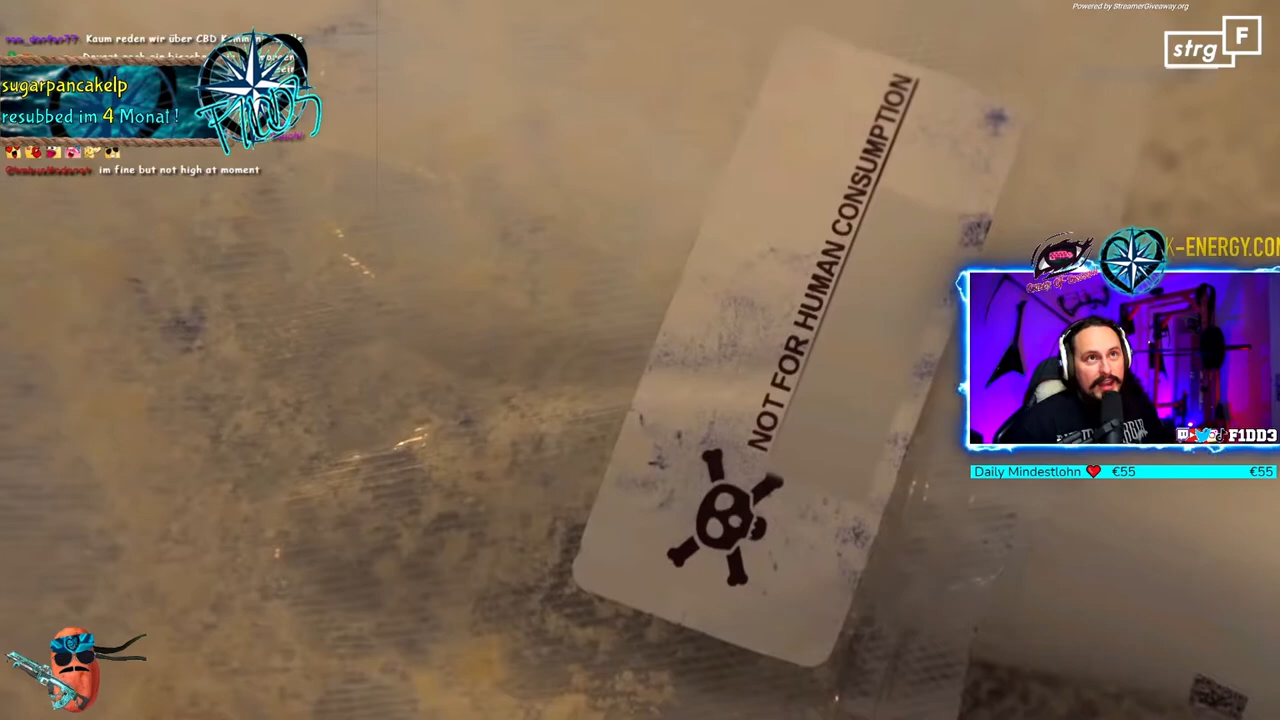 Powered by StreamerGiveaway.org
Kaum reden wir über CBD
sugarpancakelp
resubbed im 4 Monat !
im fine but not high at moment
strg F
NOT FOR HUMAN CONSUMPTION
K-ENERGY.COM
F1DD3
Daily Mindestlohn €55 €55